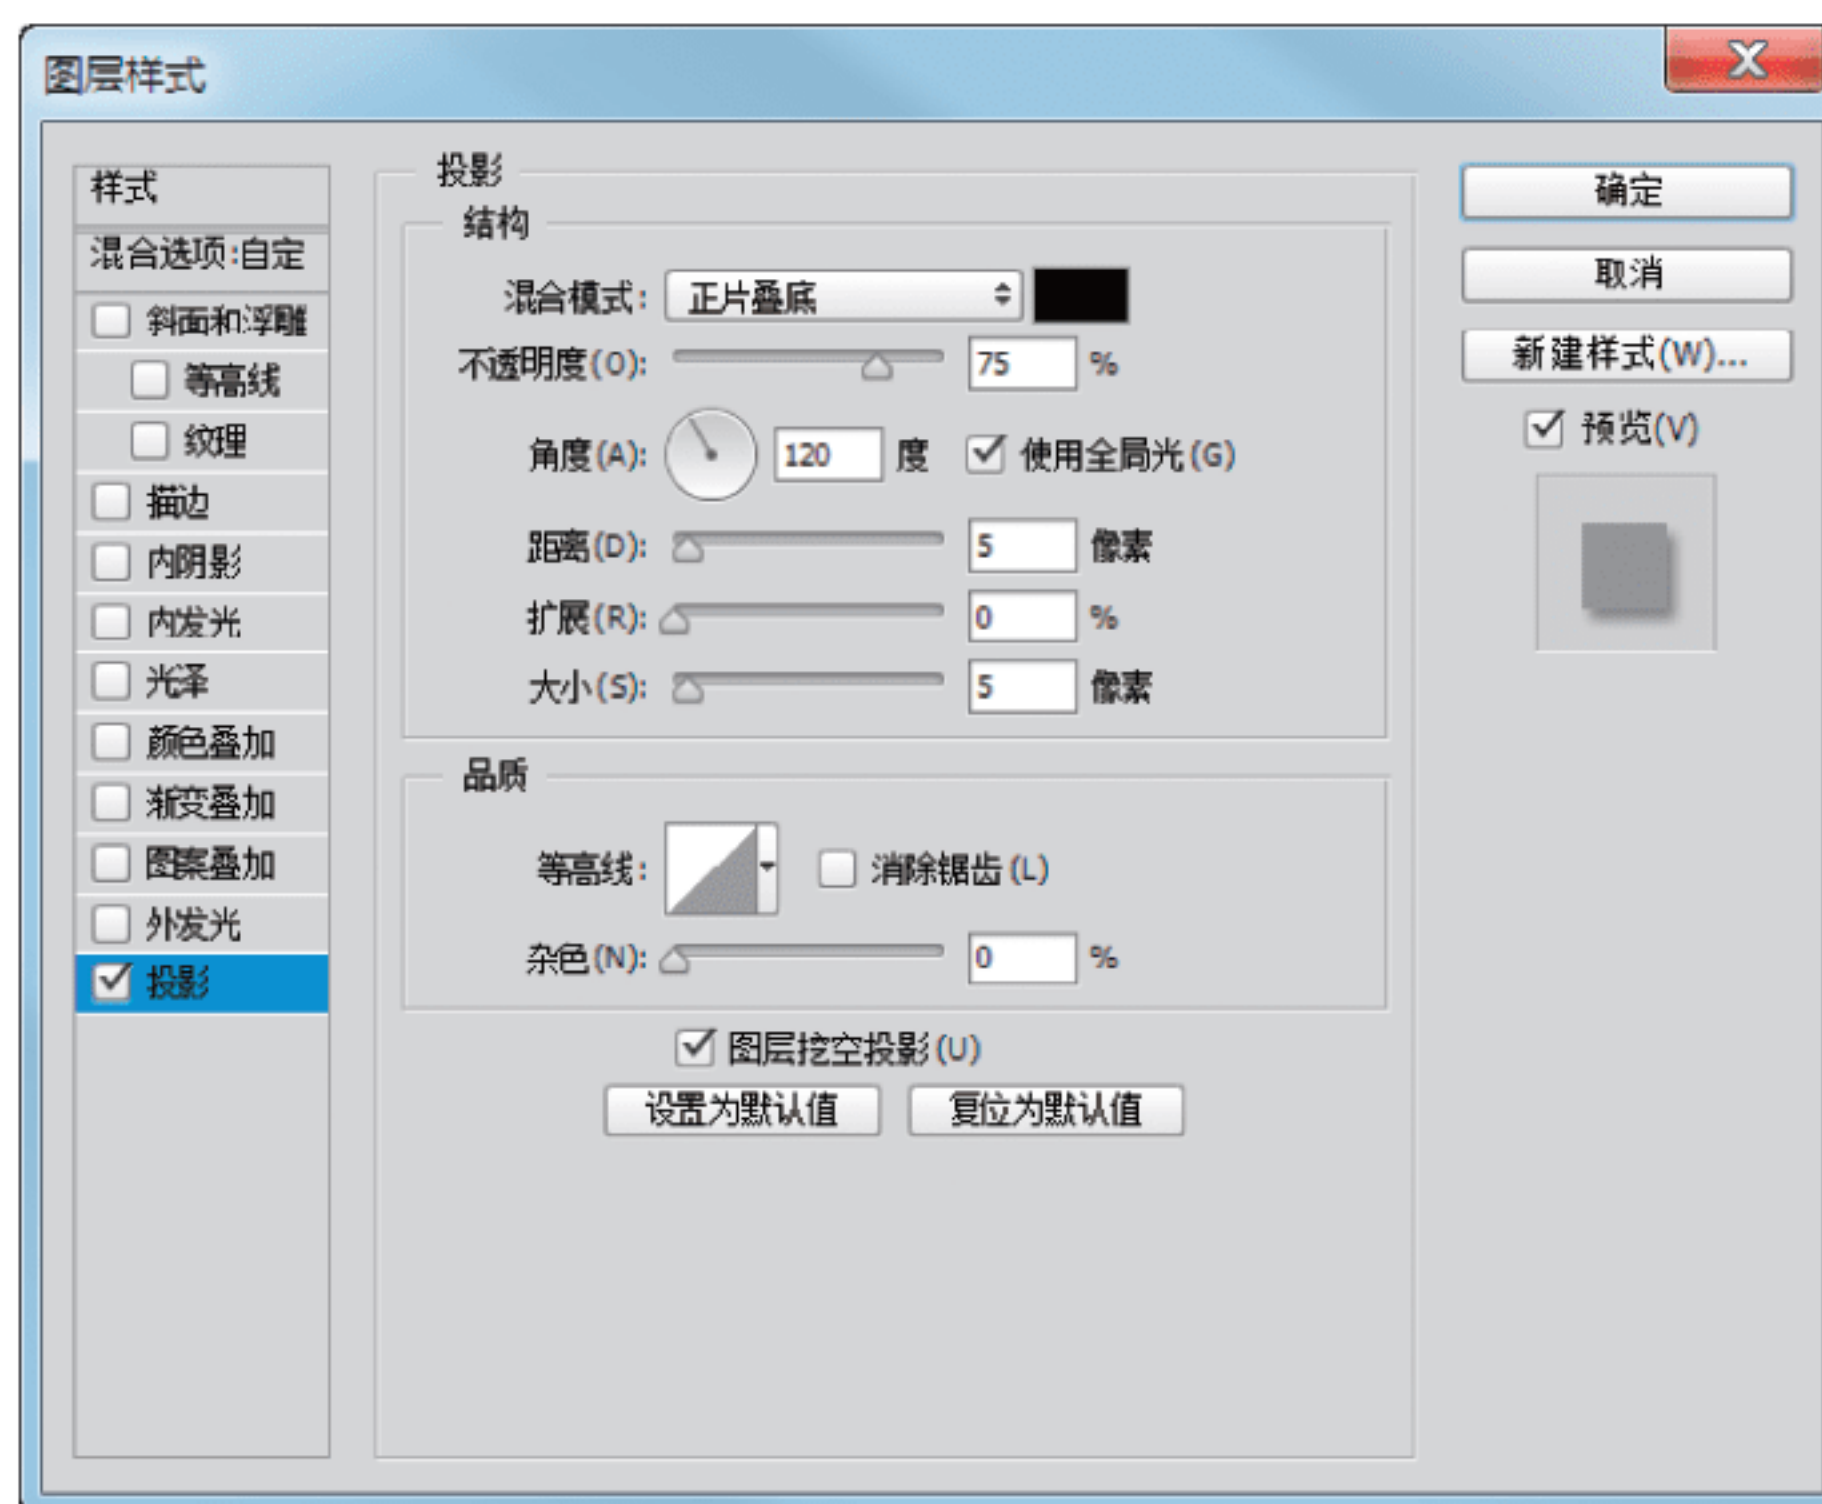 图层样式
样式
混合选项:自定
斜面和浮雕
等高线
纹理
描边
内阴影
内发光
光泽
颜色叠加
渐变叠加
图案叠加
外发光
投影
投影
结构
混合模式: 正片叠底
不透明度(O): 75 %
角度(A): 120 度 使用全局光(G)
距离(D): 5 像素
扩展(R): 0 %
大小(S): 5 像素
品质
等高线: 消除锯齿(L)
杂色(N): 0 %
图层挖空投影(U)
设置为默认值 复位为默认值
确定
取消
新建样式(W)...
预览(V)